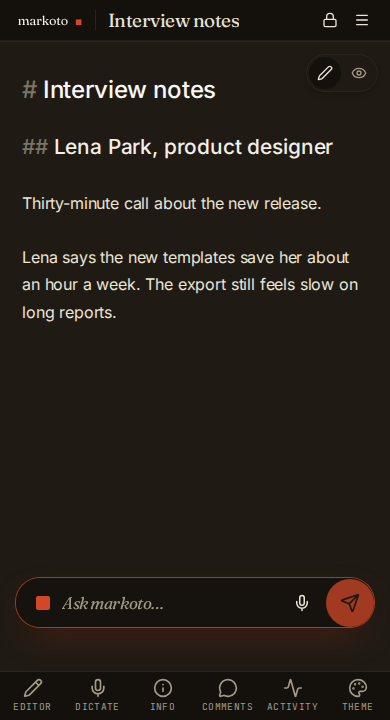 markoto
Interview notes
# Interview notes
## Lena Park, product designer
Thirty-minute call about the new release.
Lena says the new templates save her about
an hour a week. The export still feels slow on
long reports.
Ask markoto...
EDITOR
DICTATE
INFO
COMMENTS
ACTIVITY
THEME